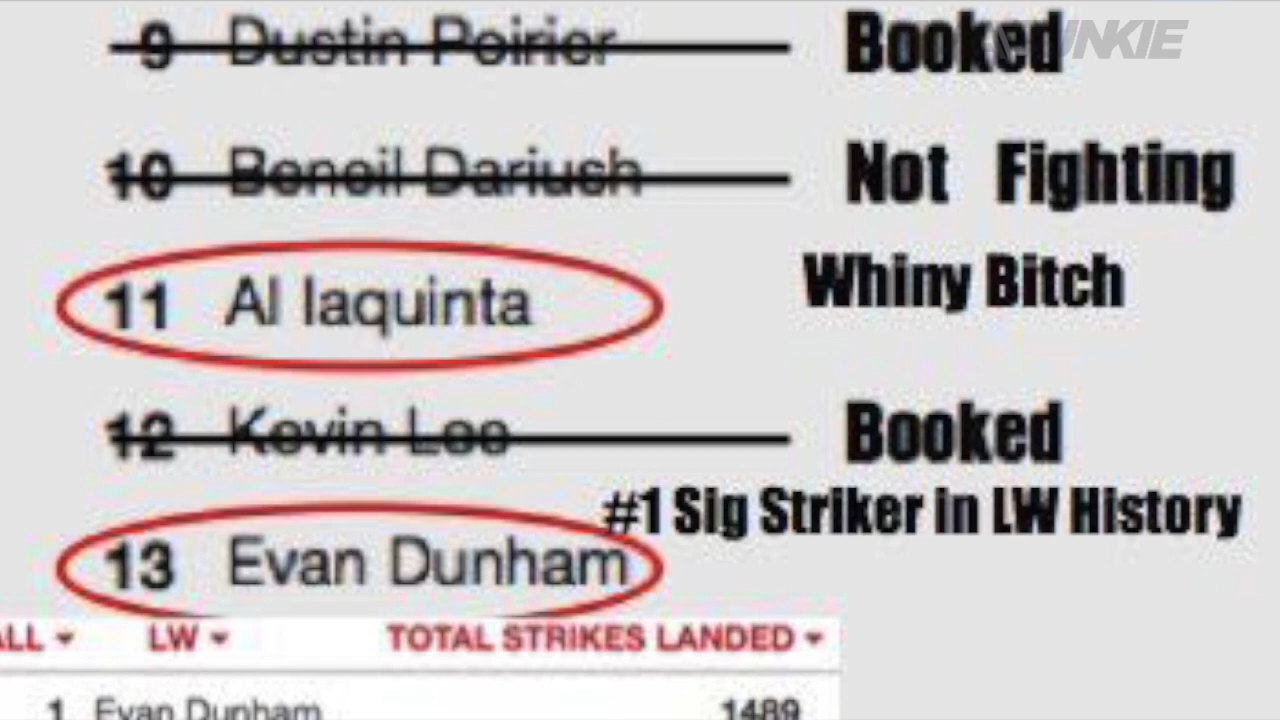 9 Dustin Poirier Booked
10 Beneil Dariush Not Fighting
11 Al Iaquinta Whiny Bitch
12 Kevin Lee Booked
#1 Sig Striker in LW History
13 Evan Dunham
ALL LW TOTAL STRIKES LANDED
1 Evan Dunham 1489